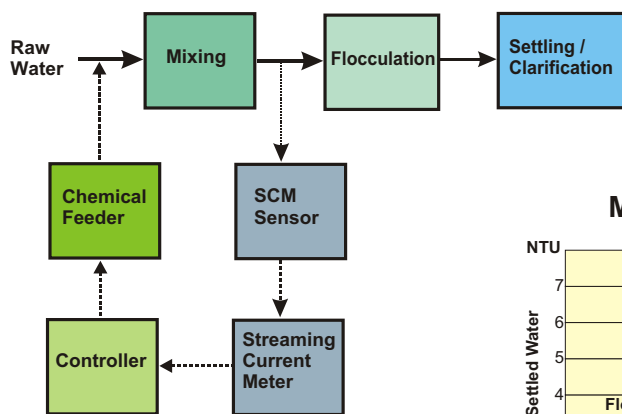 Raw
Water
Mixing
Flocculation
Settling /
Clarification
Chemical
Feeder
SCM
Sensor
Controller
Streaming
Current
Meter
NTU
7
6
5
4
Settled Water